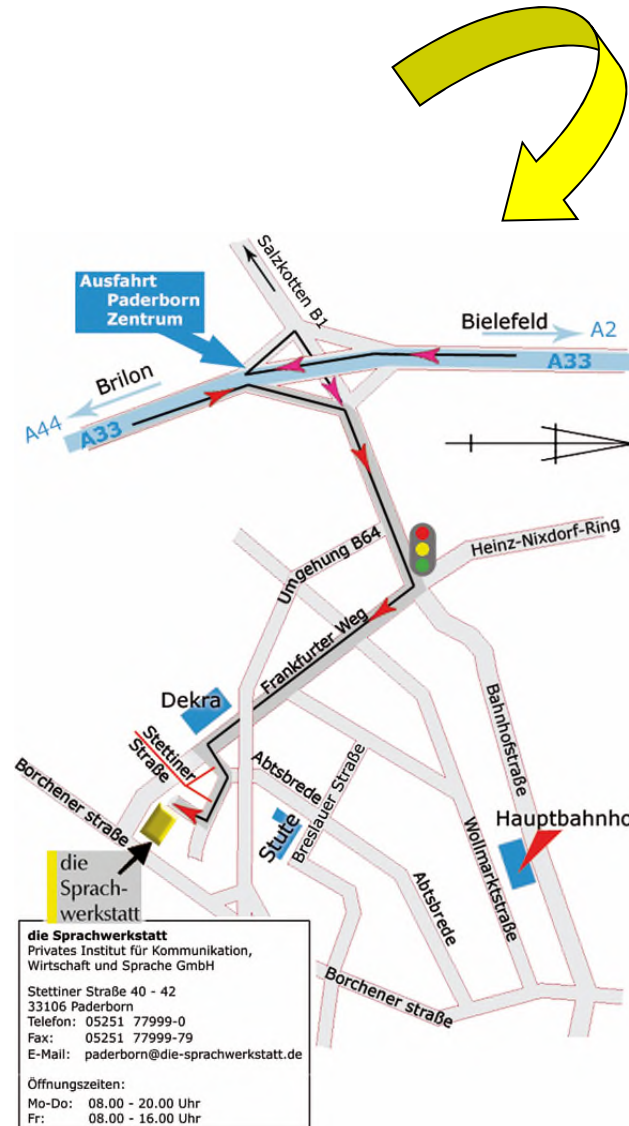 Salzkotten B1
Ausfahrt
Paderborn
Zentrum
Bielefeld
A2
A33
Brilon
A44
A33
Umgehung B64
Heinz-Nixdorf-Ring
Frankfurter Weg
Dekra
Stettiner
Straße
Bahnhofstraße
Abtsbrede
Breslauer Straße
Borchener straße
Stute
Wollmarktstraße
Hauptbahnho
Abtsbrede
die
Sprach-
werkstatt
Borchener straße
die Sprachwerkstatt
Privates Institut für Kommunikation,
Wirtschaft und Sprache GmbH
Stettiner Straße 40 - 42
33106 Paderborn
Telefon: 05251 77999-0
Fax: 05251 77999-79
E-Mail: paderborn@die-sprachwerkstatt.de
Öffnungszeiten:
Mo-Do: 08.00 - 20.00 Uhr
Fr: 08.00 - 16.00 Uhr